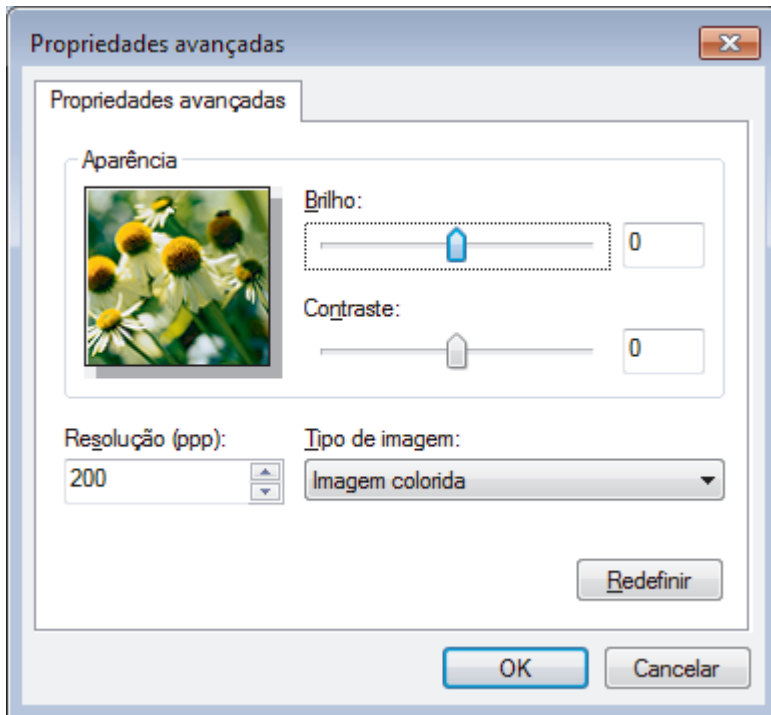 Propriedades avançadas
Propriedades avançadas
Aparência
Brilho:
0
Contraste:
0
Resolução (ppp):
200
Tipo de imagem:
Imagem colorida
Redefinir
OK
Cancelar